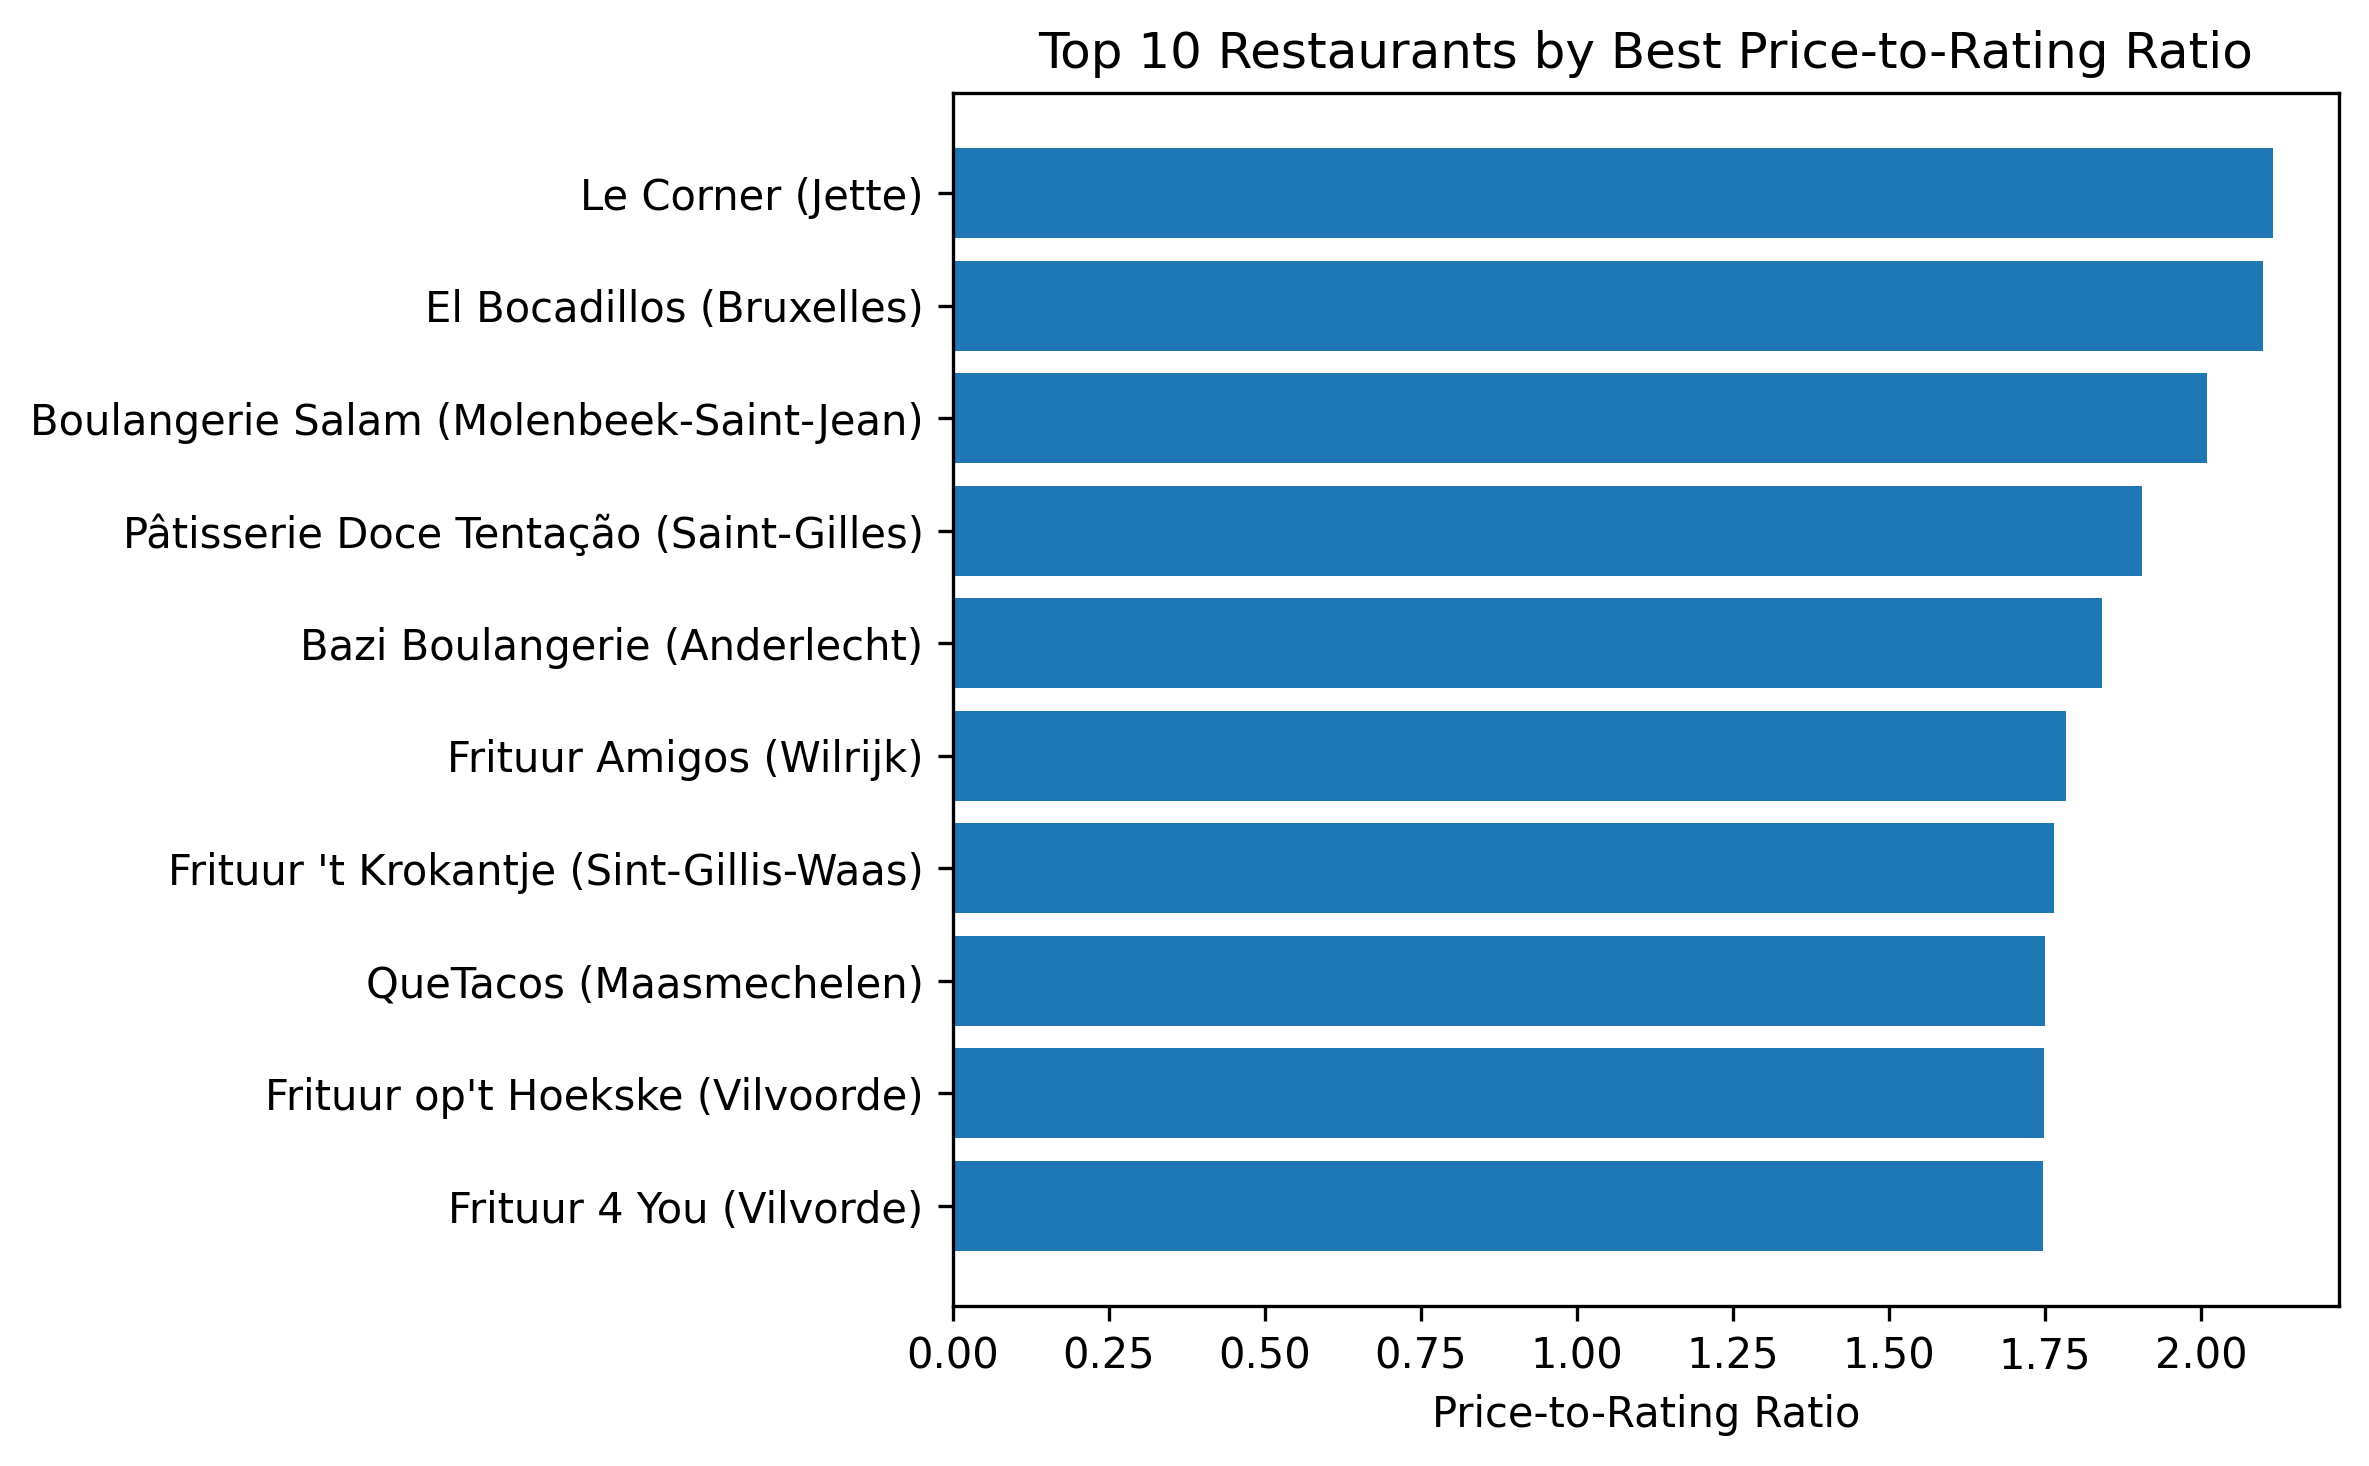 Top 10 Restaurants by Best Price-to-Rating Ratio
Le Corner (Jette)
El Bocadillos (Bruxelles)
Boulangerie Salam (Molenbeek-Saint-Jean)
Pâtisserie Doce Tentação (Saint-Gilles)
Bazi Boulangerie (Anderlecht)
Frituur Amigos (Wilrijk)
Frituur 't Krokantje (Sint-Gillis-Waas)
QueTacos (Maasmechelen)
Frituur op't Hoekske (Vilvoorde)
Frituur 4 You (Vilvorde)
0.00 0.25 0.50 0.75 1.00 1.25 1.50 1.75 2.00
Price-to-Rating Ratio